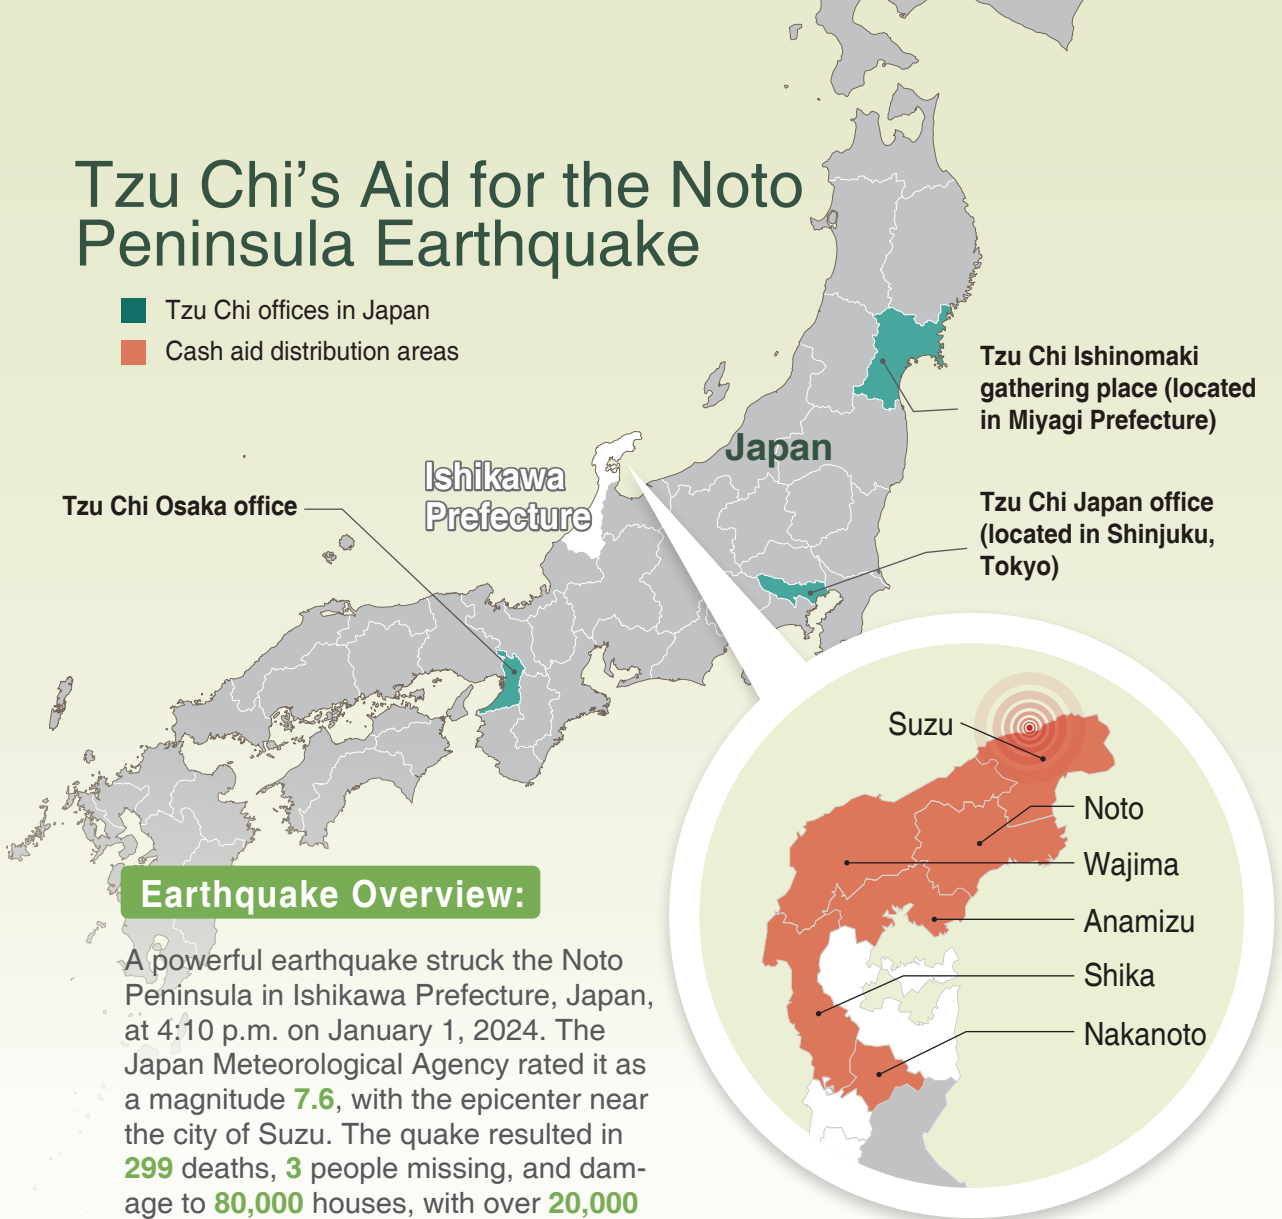 Tzu Chi's Aid for the Noto
Peninsula Earthquake
Tzu Chi offices in Japan
Cash aid distribution areas
Tzu Chi Ishinomaki
gathering place (located
in Miyagi Prefecture)
Japan
Ishikawa
Prefecture
Tzu Chi Osaka office
Tzu Chi Japan office
(located in Shinjuku,
Tokyo)
Suzu
Noto
Wajima
Anamizu
Shika
Nakanoto
Earthquake Overview:
A powerful earthquake struck the Noto
Peninsula in Ishikawa Prefecture, Japan,
at 4:10 p.m. on January 1, 2024. The
Japan Meteorological Agency rated it as
a magnitude 7.6, with the epicenter near
the city of Suzu. The quake resulted in
299 deaths, 3 people missing, and dam-
age to 80,000 houses, with over 20,000